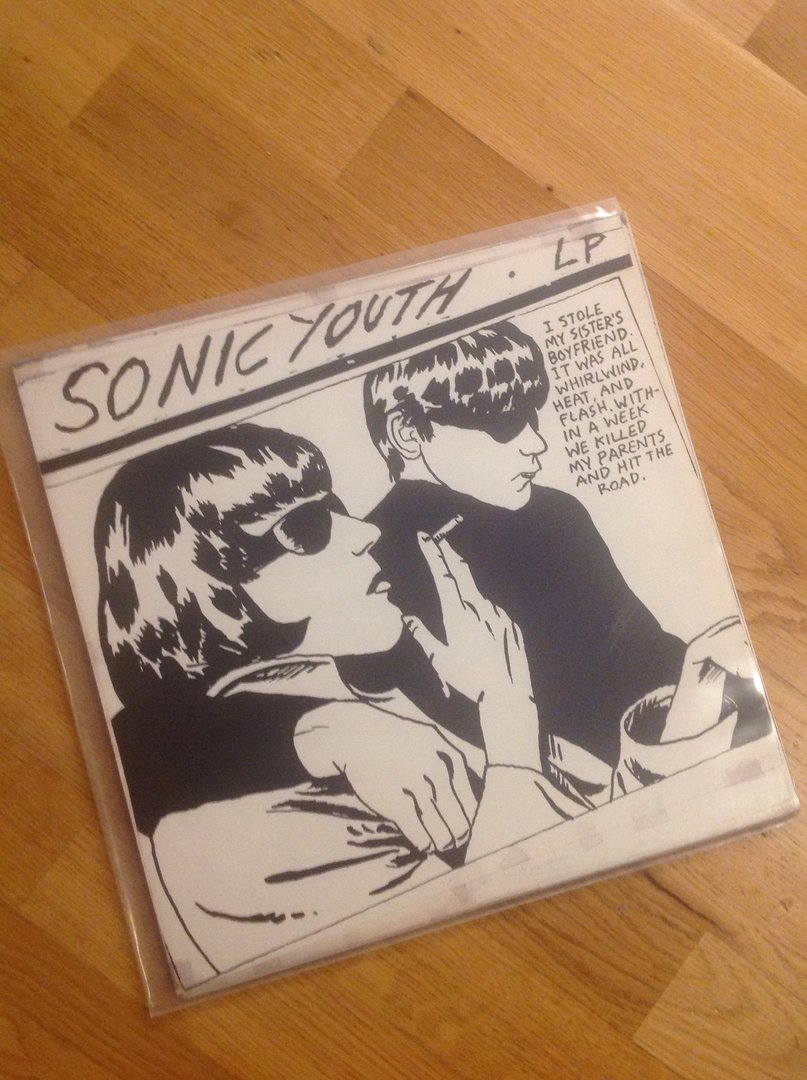 SONIC YOUTH . LP
I STOLE
MY SISTER'S
BOYFRIEND.
IT WAS ALL
WHIRLWIND,
HEAT, AND
FLASH. WITH-
IN A WEEK
WE KILLED
MY PARENTS
AND HIT THE
ROAD.